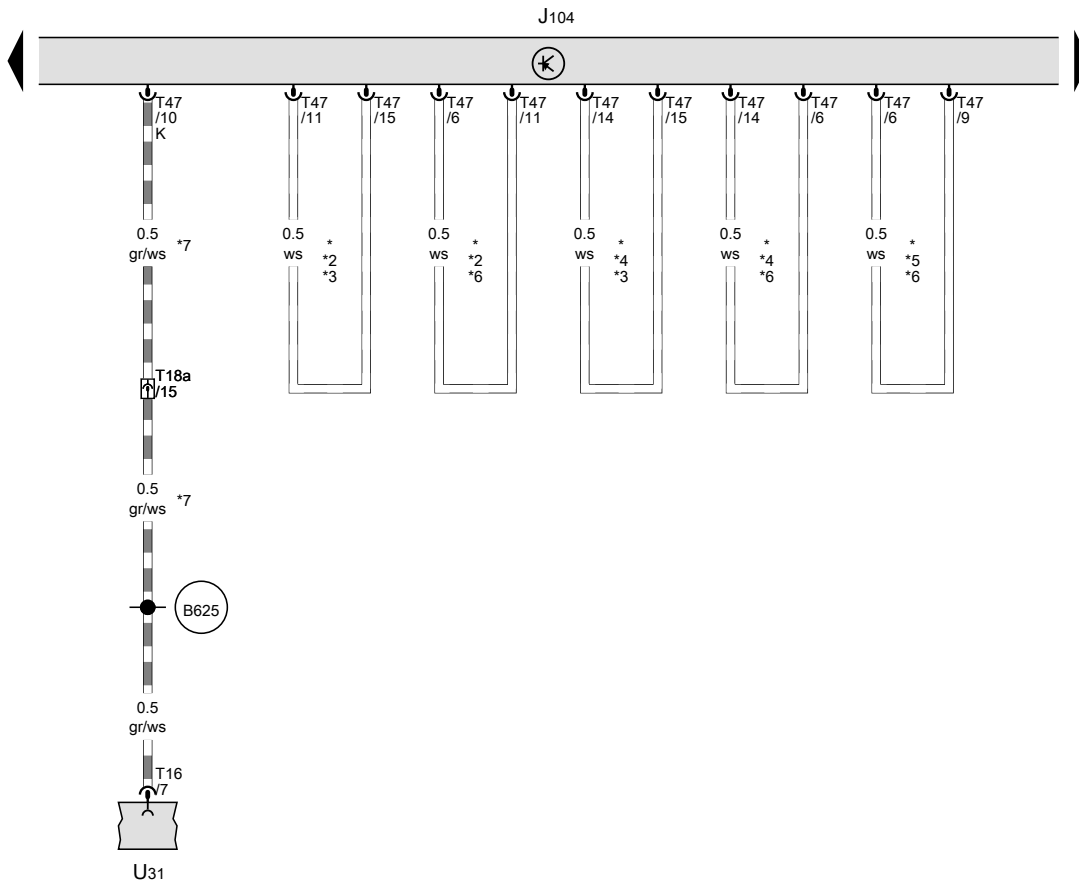 J104
T47 T47 T47 T47 T47 T47 T47 T47 T47 T47 T47
/10 /11 /15 /6 /11 /14 /15 /14 /6 /6 /9
K
0.5 0.5 0.5 0.5 0.5 0.5
gr/ws *7 ws * *2 *3 ws * *2 *6 ws * *4 *3 ws * *4 *6 ws * *5 *6
T18a
/15
0.5
gr/ws *7
B625
0.5
gr/ws
T16
/7
U31